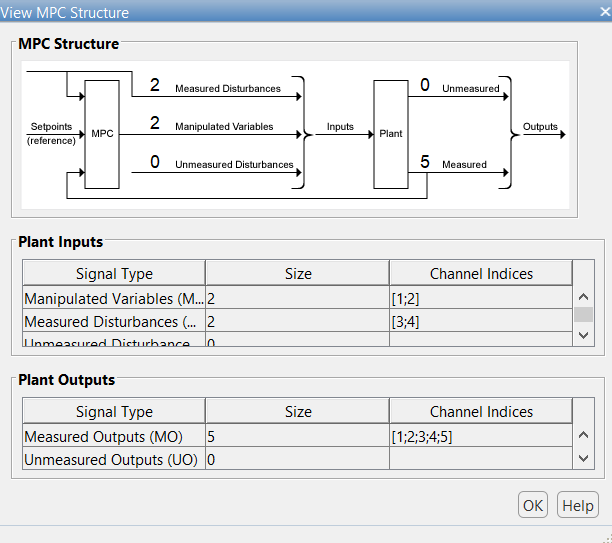 View MPC Structure
MPC Structure
2 Measured Disturbances
0 Unmeasured
Setpoints
(reference)
MPC
2 Manipulated Variables
Inputs
Plant
Outputs
0 Unmeasured Disturbances
5 Measured
Plant Inputs
Signal Type Size Channel Indices
Manipulated Variables (M... 2 [1;2]
Measured Disturbances (... 2 [3;4]
Unmeasured Disturbance 0
Plant Outputs
Signal Type Size Channel Indices
Measured Outputs (MO) 5 [1;2;3;4;5]
Unmeasured Outputs (UO) 0
OK Help